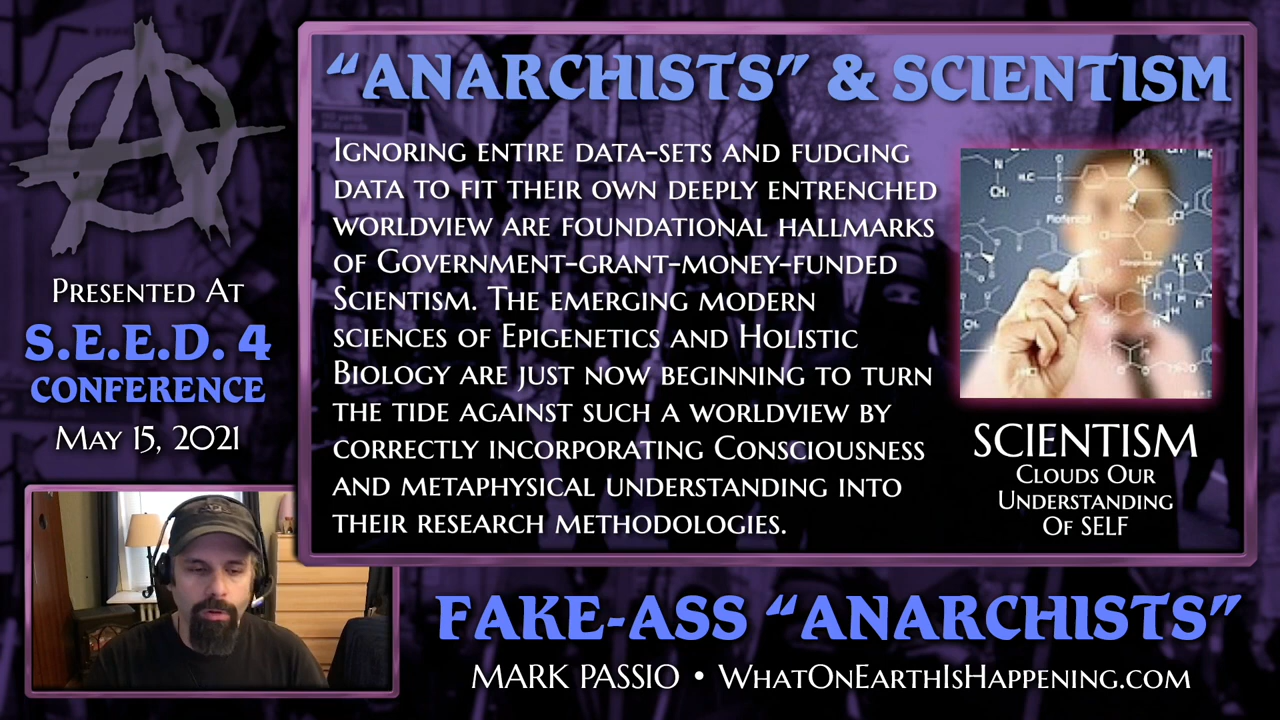 Presented At
S.E.E.D. 4
CONFERENCE
May 15, 2021
“ANARCHISTS” & SCIENTISM
Ignoring entire data-sets and fudging
data to fit their own deeply entrenched
worldview are foundational hallmarks
of Government-grant-money-funded
Scientism. The emerging modern
sciences of Epigenetics and Holistic
Biology are just now beginning to turn
the tide against such a worldview by
correctly incorporating Consciousness
and metaphysical understanding into
their research methodologies.
SCIENTISM
Clouds Our
Understanding
Of SELF
FAKE-ASS “ANARCHISTS”
MARK PASSIO • WhatOnEarthIsHappening.com